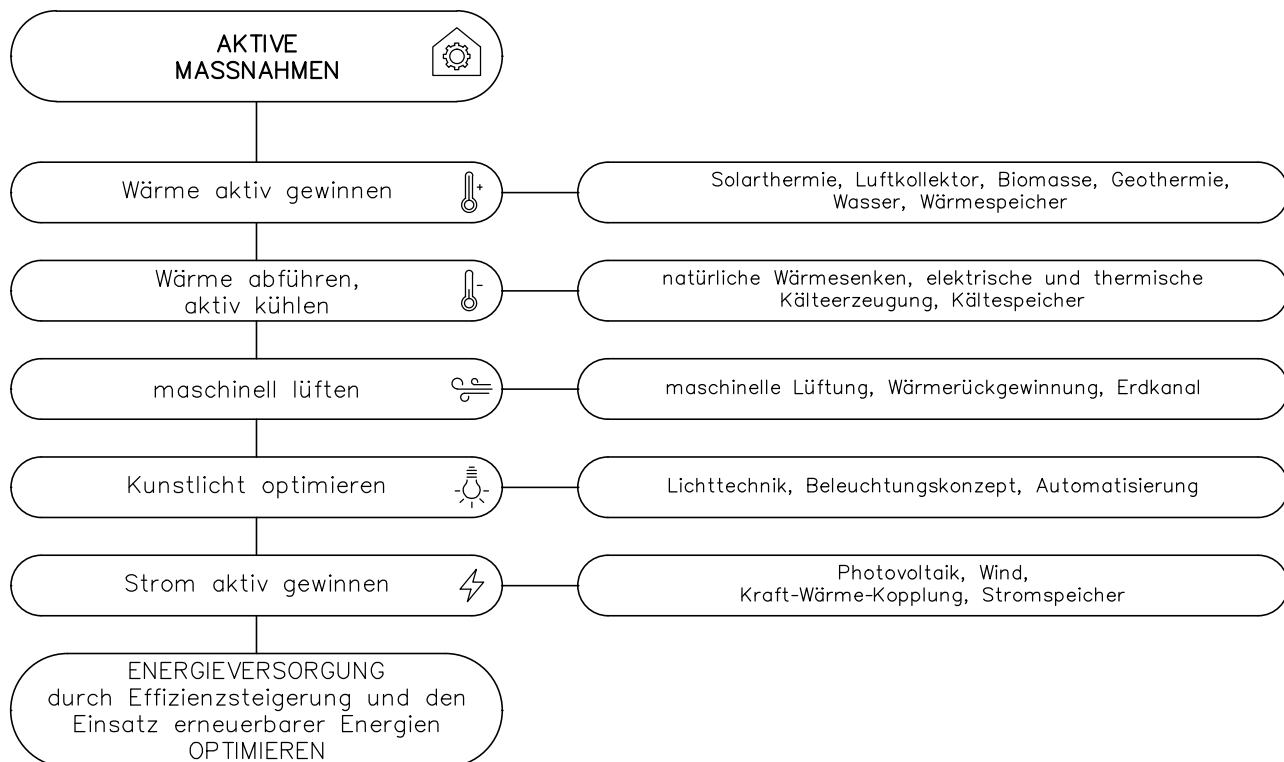 AKTIVE
MASSNAHMEN
Wärme aktiv gewinnen
Solarthermie, Luftkollektor, Biomasse, Geothermie,
Wasser, Wärmespeicher
Wärme abführen,
aktiv kühlen
natürliche Wärmesenken, elektrische und thermische
Kälteerzeugung, Kältespeicher
maschinell lüften
maschinelle Lüftung, Wärmerückgewinnung, Erdkanal
Kunstlicht optimieren
Lichttechnik, Beleuchtungskonzept, Automatisierung
Strom aktiv gewinnen
Photovoltaik, Wind,
Kraft-Wärme-Kopplung, Stromspeicher
ENERGIEVERSORGUNG
durch Effizienzsteigerung und den
Einsatz erneuerbarer Energien
OPTIMIEREN